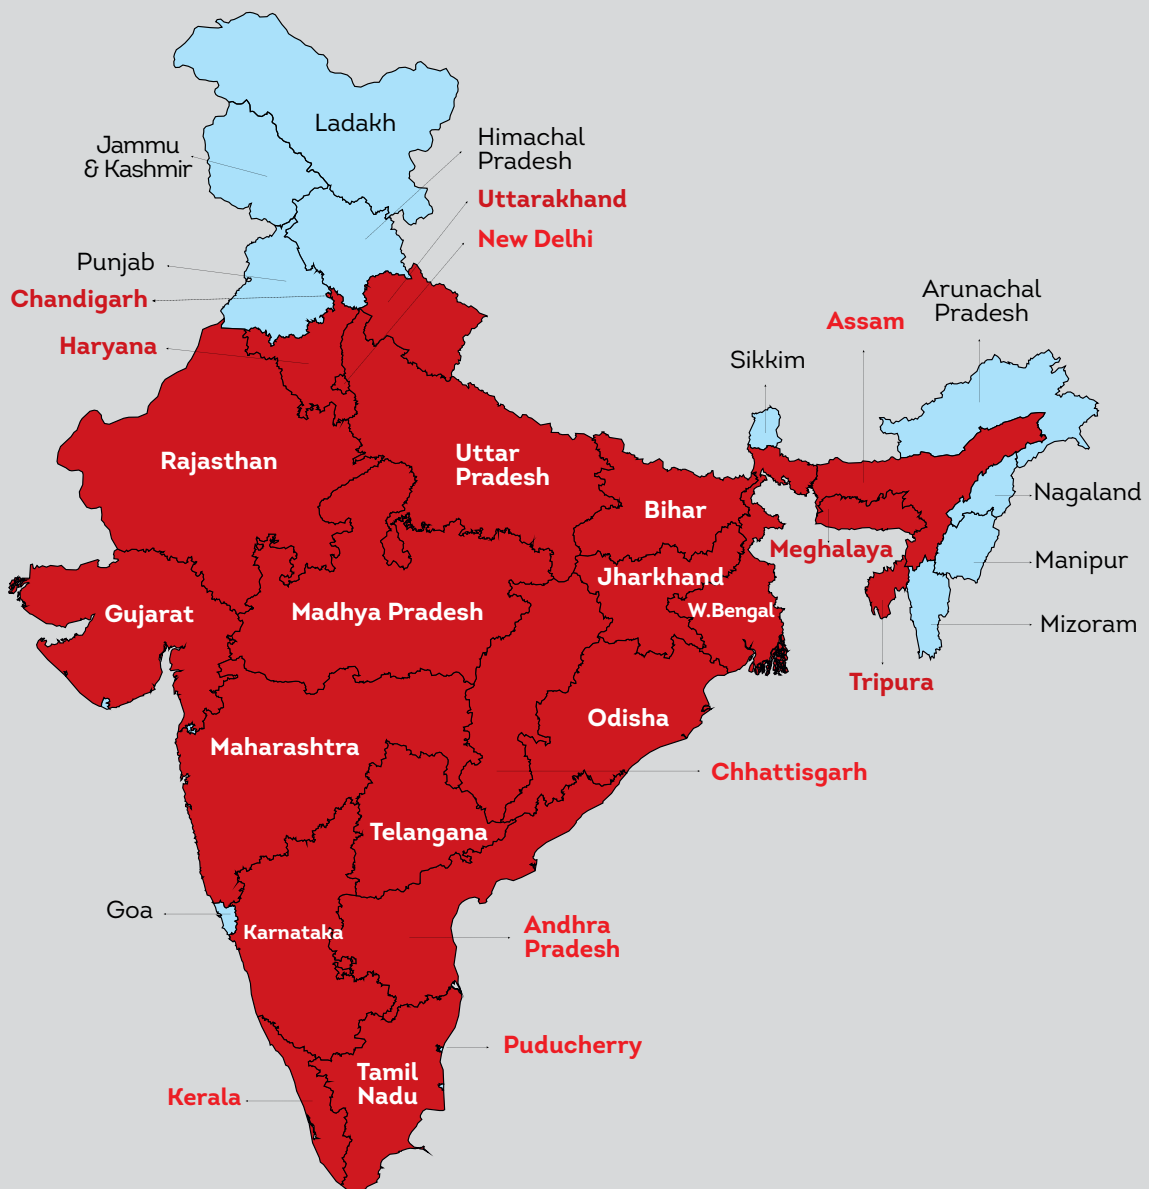 Ladakh
Jammu
& Kashmir
Himachal
Pradesh
Uttarakhand
New Delhi
Punjab
Chandigarh
Haryana
Arunachal
Pradesh
Assam
Sikkim
Rajasthan
Uttar
Pradesh
Bihar
Nagaland
Meghalaya
Manipur
Jharkhand
Gujarat
Madhya Pradesh
W.Bengal
Mizoram
Tripura
Odisha
Maharashtra
Chhattisgarh
Telangana
Goa
Karnataka
Andhra
Pradesh
Puducherry
Tamil
Nadu
Kerala